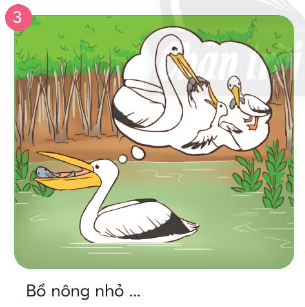 3
Bồ nông nhỏ ...